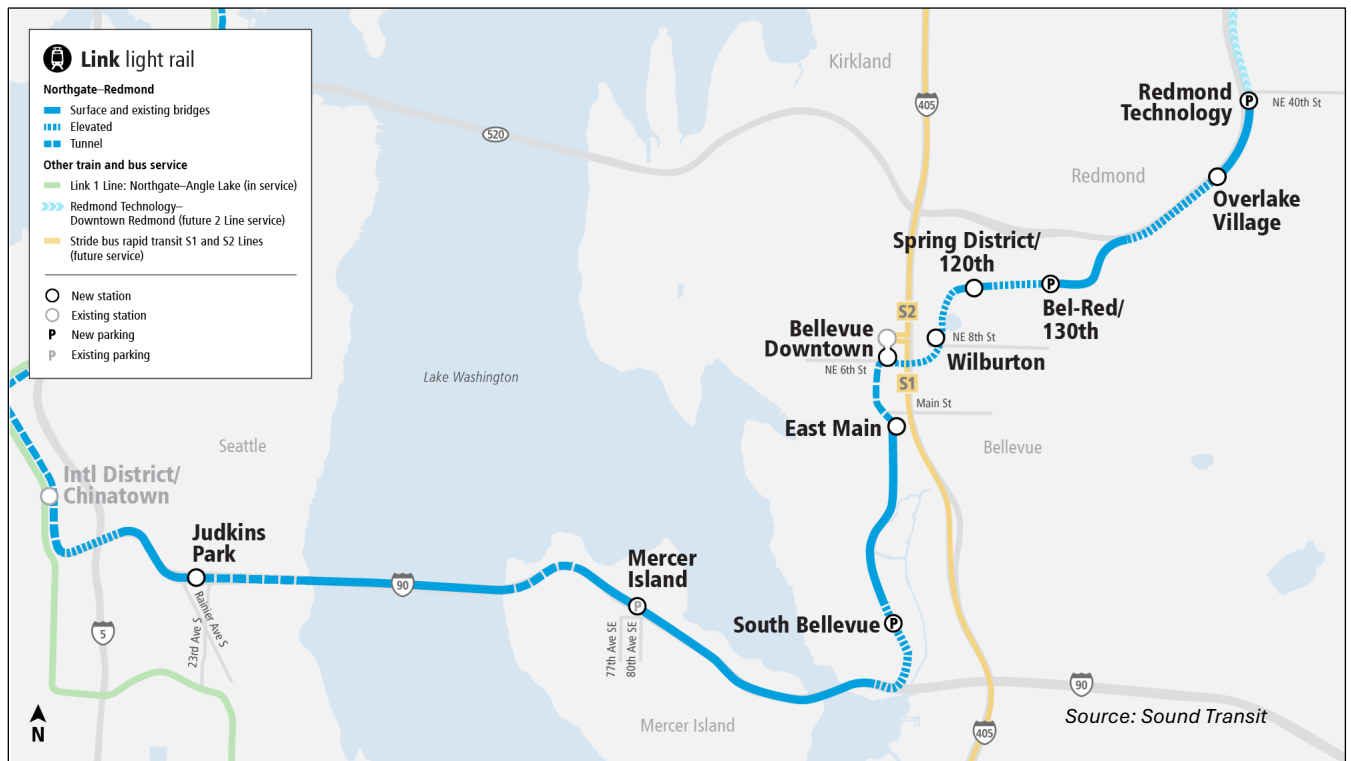 Link light rail
Northgate–Redmond
Surface and existing bridges
Elevated
Tunnel
Other train and bus service
Link 1 Line: Northgate–Angle Lake (in service)
Redmond Technology–
Downtown Redmond (future 2 Line service)
Stride bus rapid transit S1 and S2 Lines
(future service)
New station
Existing station
P
New parking
P
Existing parking
Kirkland
405
520
Redmond
Technology
P
NE 40th St
Redmond
Overlake
Village
Spring District/
120th
P
Bel-Red/
130th
S2
Bellevue
Downtown
NE 8th St
Wilburton
NE 6th St
S1
Main St
East Main
Bellevue
Lake Washington
Seattle
Intl District/
Chinatown
Judkins
Park
Mercer
Island
P
90
Rainier Ave S
23rd Ave S
5
77th Ave SE
80th Ave SE
South Bellevue
P
90
Mercer Island
405
Source: Sound Transit
N